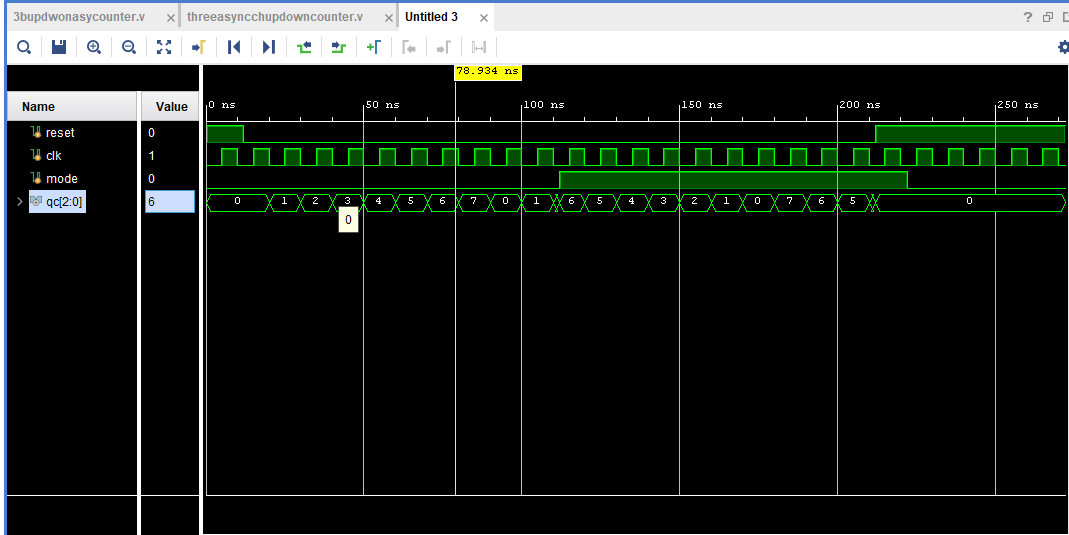 3bupdwonasycounter.v
threeasyncchupdowncounter.v
Untitled 3
?
78.934 ns
Name
Value
0 ns
50 ns
100 ns
150 ns
200 ns
250 ns
reset
0
clk
1
mode
0
qc[2:0]
6
0 1 2 3 4 5 6 7 0 1 6 5 4 3 2 1 0 7 6 5 0
0